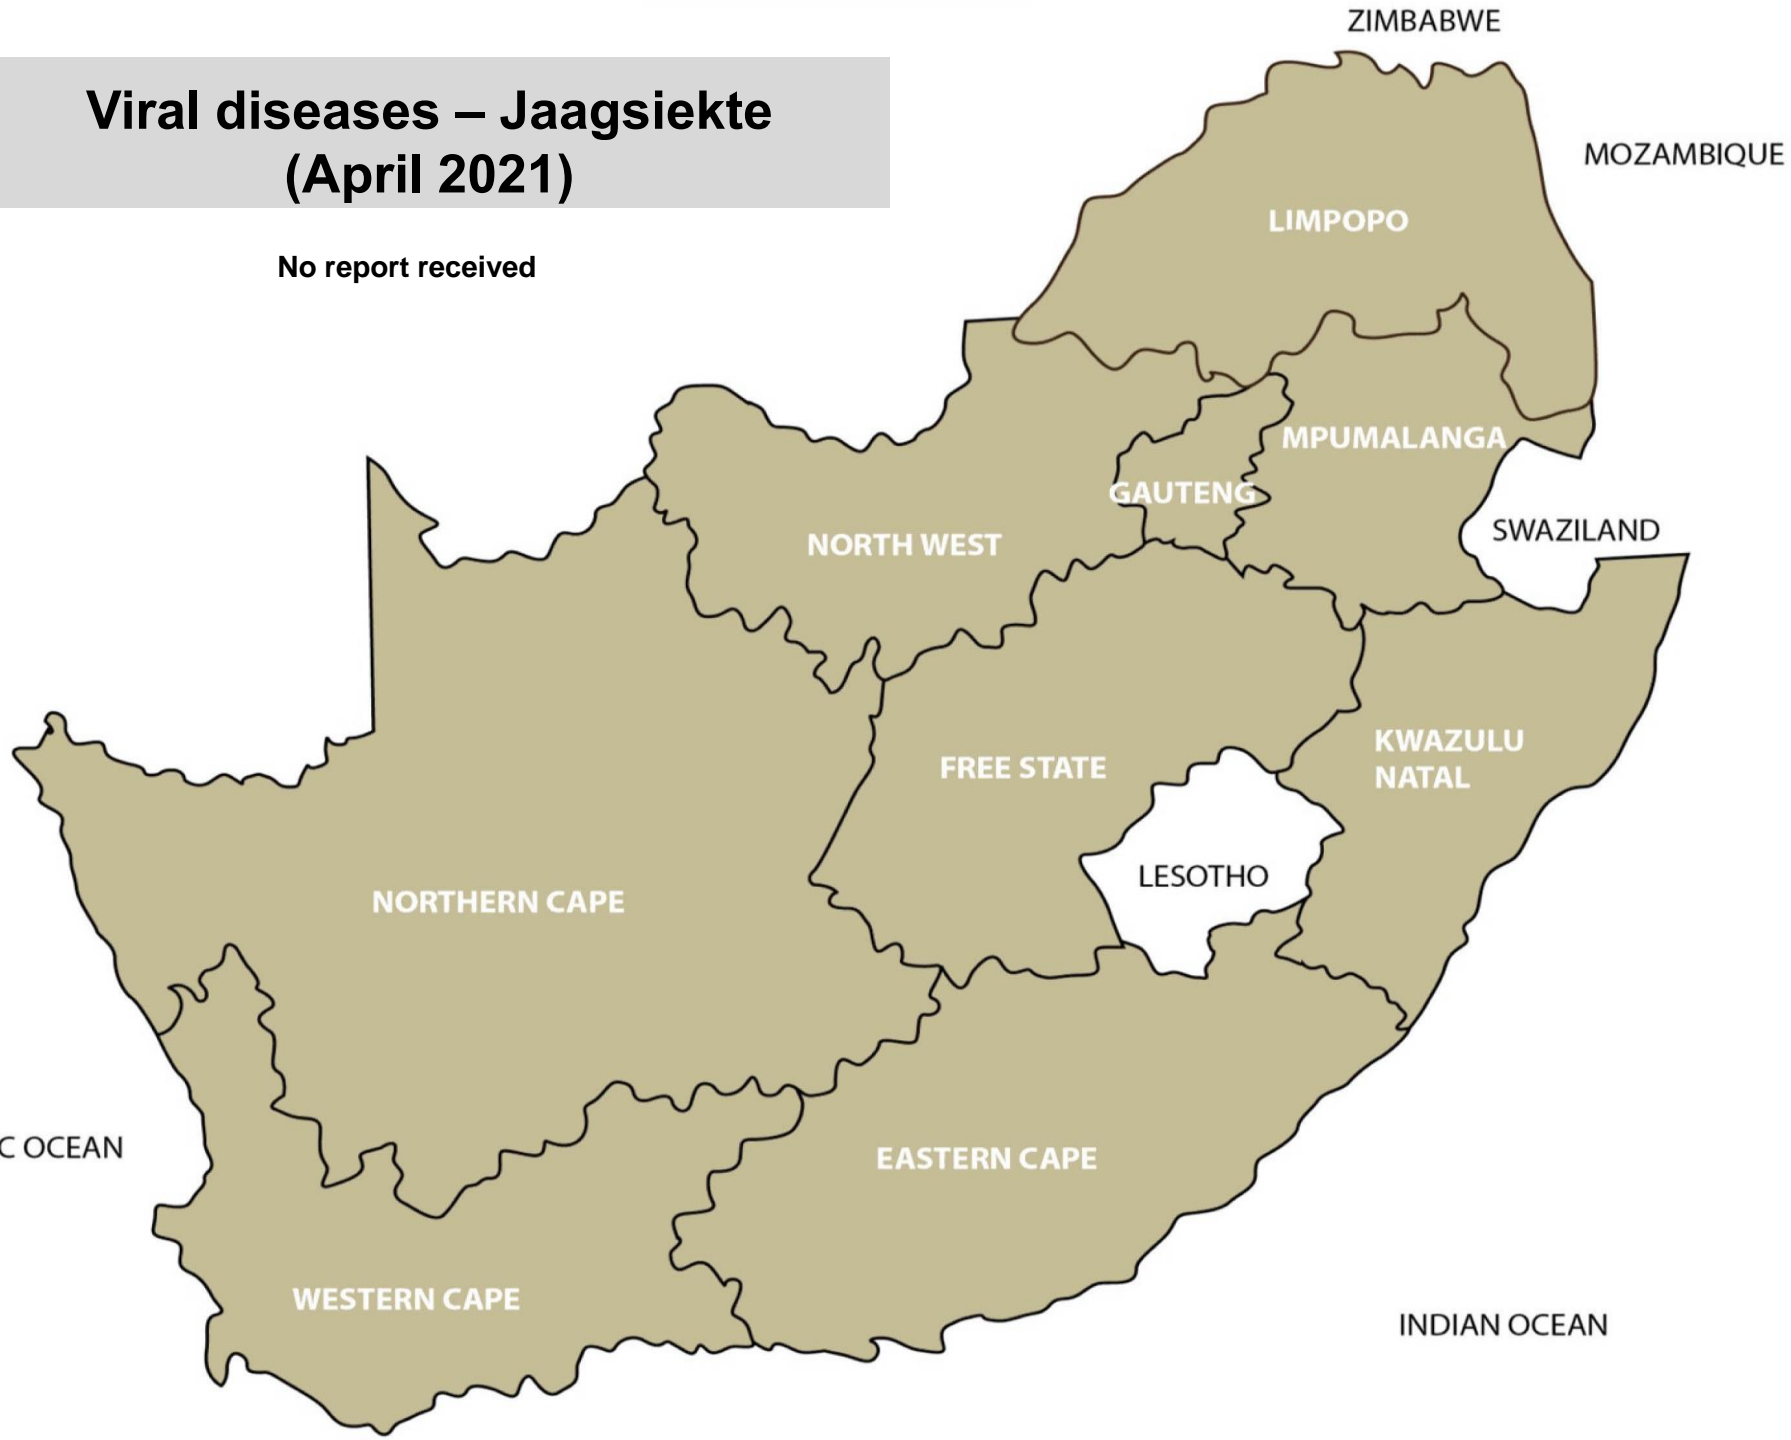 ZIMBABWE
Viral diseases – Jaagsiekte
(April 2021)
MOZAMBIQUE
LIMPOPO
No report received
MPUMALANGA
GAUTENG
SWAZILAND
NORTH WEST
KWAZULU
NATAL
FREE STATE
LESOTHO
NORTHERN CAPE
C OCEAN
EASTERN CAPE
WESTERN CAPE
INDIAN OCEAN